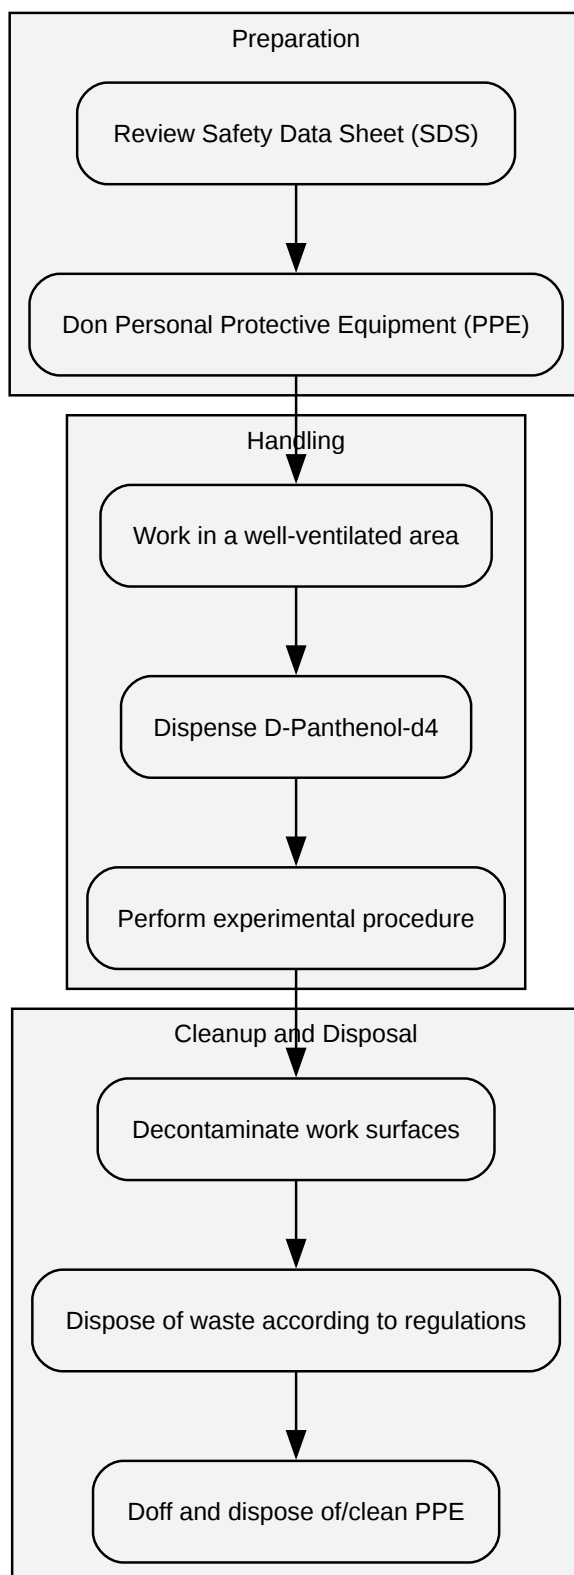 Preparation
Review Safety Data Sheet (SDS)
Don Personal Protective Equipment (PPE)
Handling
Work in a well-ventilated area
Dispense D-Panthenol-d4
Perform experimental procedure
Cleanup and Disposal
Decontaminate work surfaces
Dispose of waste according to regulations
Doff and dispose of/clean PPE